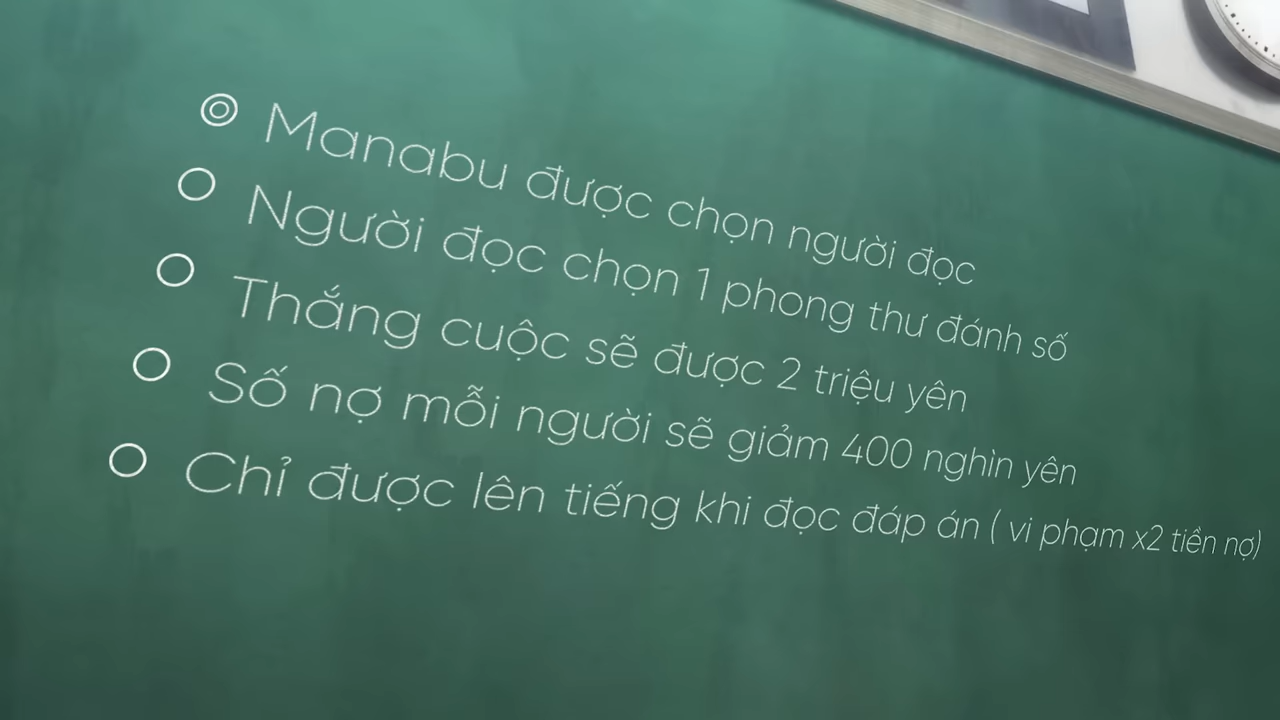 Manabu được chọn người đọc
Người đọc chọn 1 phong thư đánh số
Thắng cuộc sẽ được 2 triệu yên
Số nợ mỗi người sẽ giảm 400 nghìn yên
Chỉ được lên tiếng khi đọc đáp án ( vi phạm x2 tiền nợ)